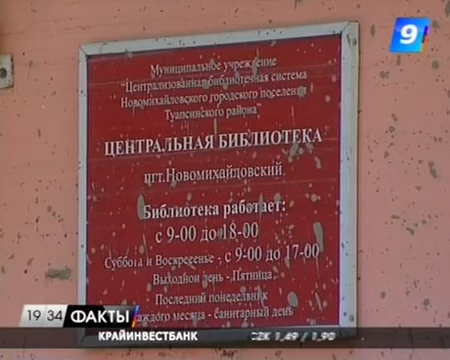 9
Муниципальное учреждение
"Централизованная библиотечная система
Новомихайловского городского поселения
Туапсинского района"
ЦЕНТРАЛЬНАЯ БИБЛИОТЕКА
пгт.Новомихайловский
Библиотека работает:
с 9-00 до 18-00
Суббота и Воскресенье - с 9-00 до 17-00
Выходной день - Пятница
Последний понедельник
каждого месяца - санитарный день
19 34 ФАКТЫ
КРАЙИНВЕСТБАНК CZK 1,49 / 1,90